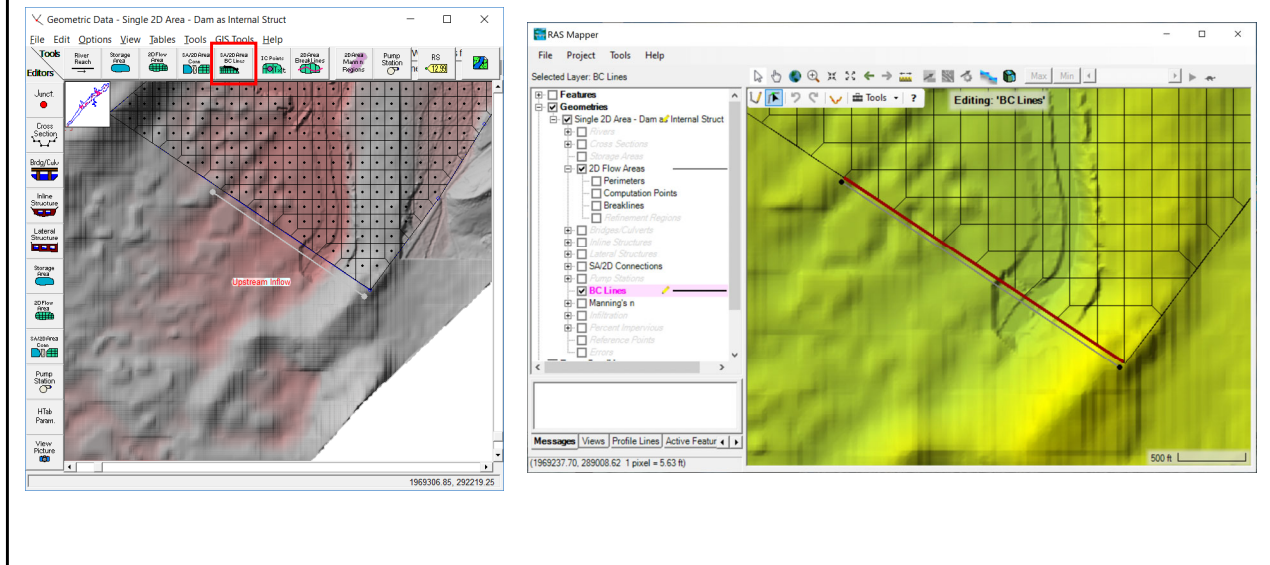 Geometric Data - Single 2D Area - Dam as Internal Struct
File Edit Options View Tables Tools GIS Tools Help
Tools
Editors
River
Reach
Storage
Area
2D Flow
Area
SA/2D Area
Conn
SA/2D Area
BC Lines
IC Points
2D Area
BreakLines
2D Area
Mann n
Regions
Pump
Station
RS
Junct.
Cross
Section
Brdg/Culv
Inline
Structure
Lateral
Structure
Storage
Area
2D Flow
Area
SA/2D Area
Conn
Pump
Station
HTab
Param.
View
Picture
Upstream Inflow
1969306.85, 292219.25
RAS Mapper
File Project Tools Help
Selected Layer: BC Lines
Max Min
Features
Geometries
Single 2D Area - Dam as Internal Struct
Rivers
Cross Sections
Storage Areas
2D Flow Areas
Perimeters
Computation Points
Breaklines
Refinement Regions
Bridges/Culverts
Inline Structures
Lateral Structures
SA/2D Connections
Pump Stations
BC Lines
Manning's n
Infiltration
Percent Impervious
Reference Points
Errors
Tools ?
Editing: 'BC Lines'
Messages Views Profile Lines Active Featur
(1969237.70, 289008.62 1 pixel = 5.63 ft)
500 ft